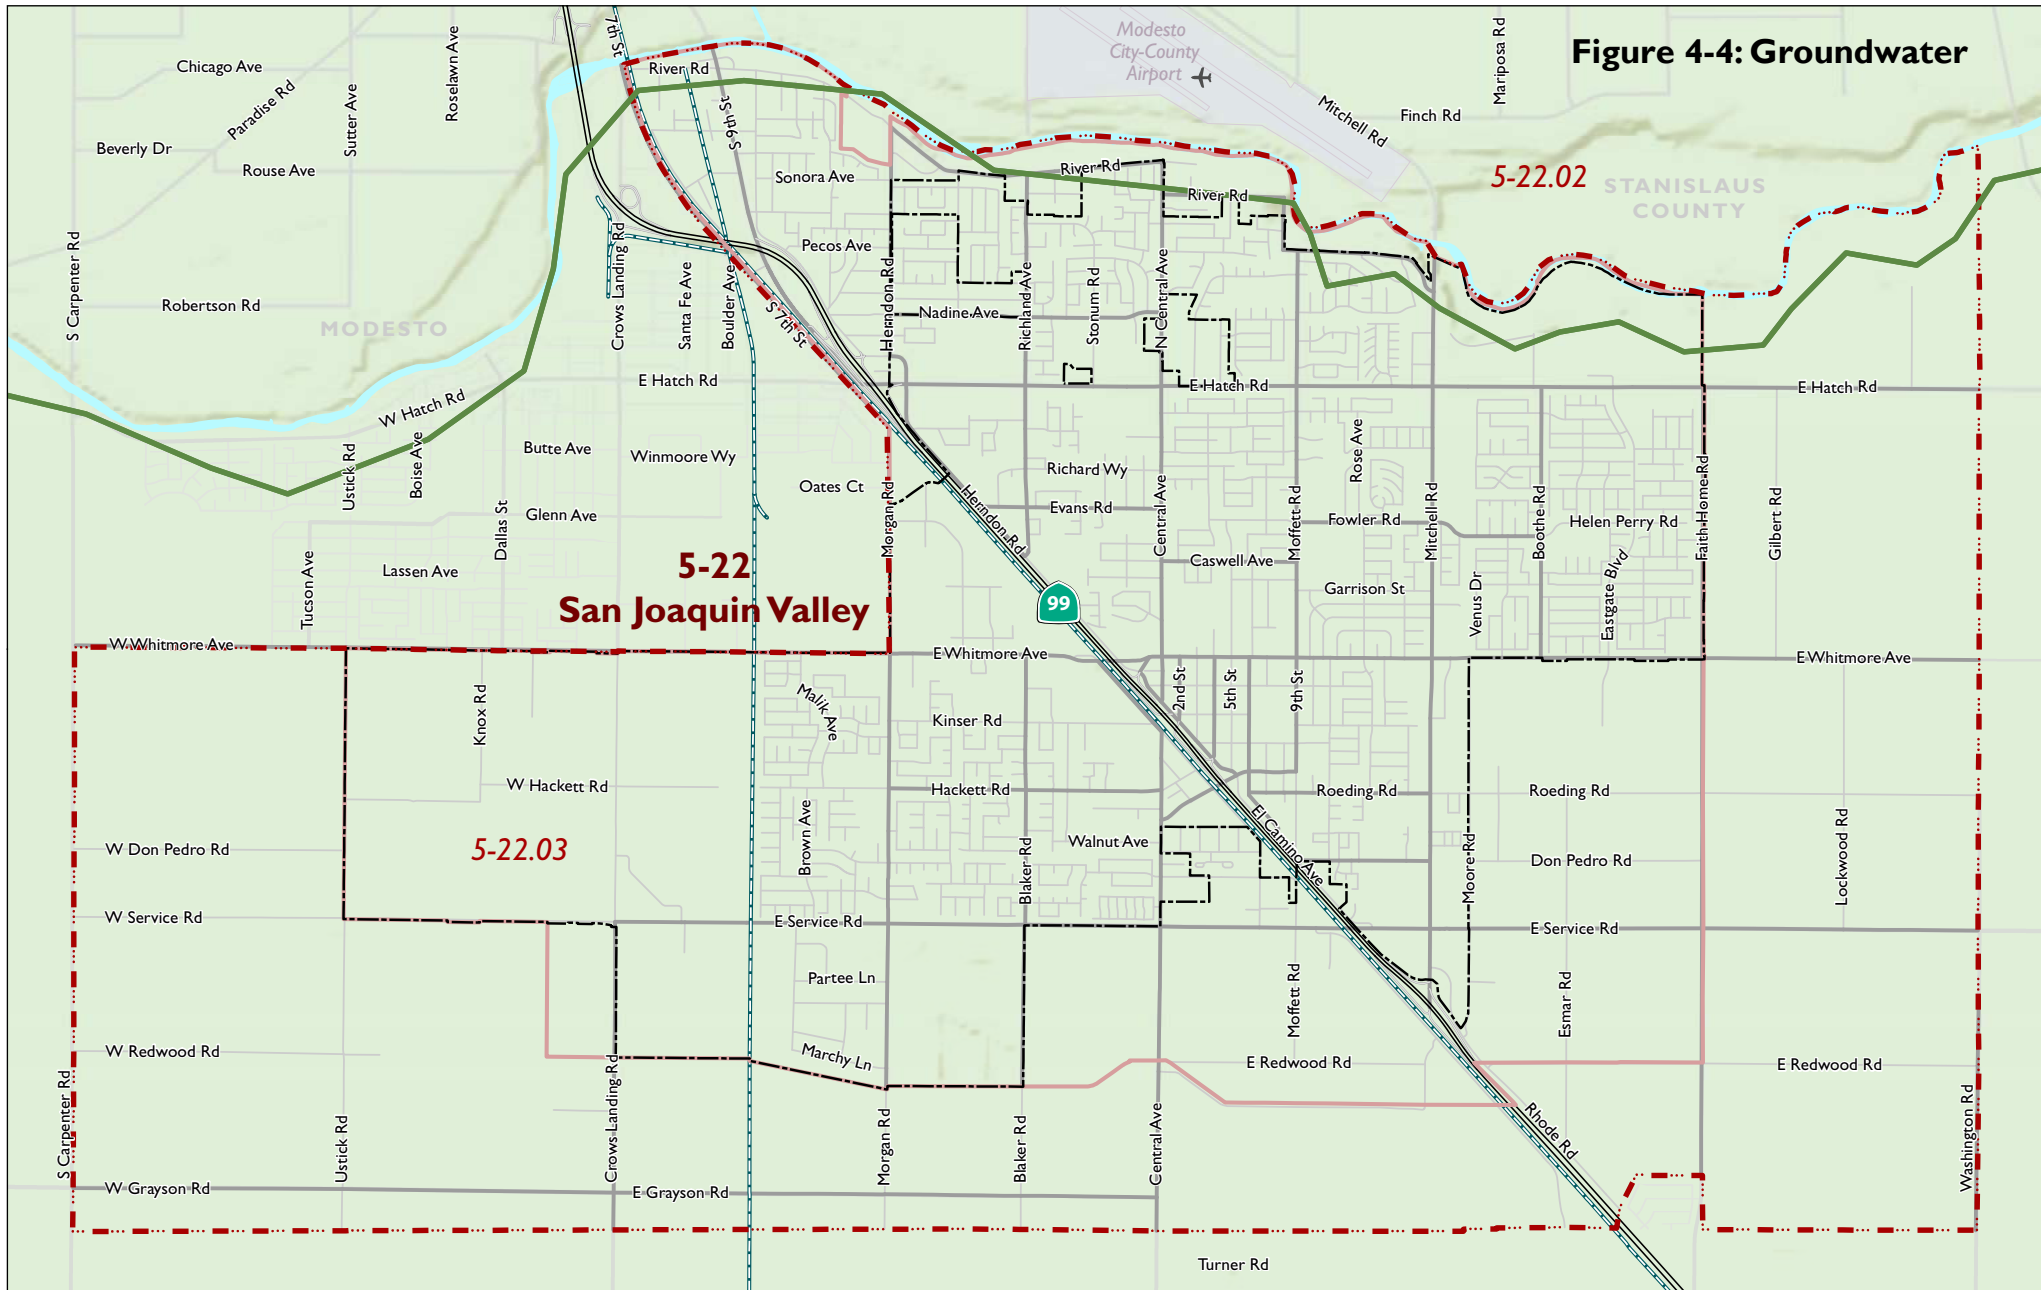 Figure 4-4: Groundwater
Modesto
City-County
Airport
7th St
Chicago Ave
Paradise Rd
Sutter Ave
Roselawn Ave
River Rd
S 9th St
Mariposa Rd
Mitchell Rd
Finch Rd
Beverly Dr
Rouse Ave
Sonora Ave
River Rd
River Rd
5-22.02
STANISLAUS
COUNTY
S Carpenter Rd
Robertson Rd
MODESTO
Crows Landing Rd
Santa Fe Ave
Boulder Ave
Pecos Ave
S 7th St
Herndon Rd
Nadine Ave
Richland Ave
Stonum Rd
N Central Ave
W Hatch Rd
E Hatch Rd
E Hatch Rd
E Hatch Rd
Ustick Rd
Boise Ave
Butte Ave
Winmoore Wy
Oates Ct
Morgan Rd
Herndon Rd
Richard Wy
Evans Rd
Central Ave
Moffett Rd
Rose Ave
Fowler Rd
Mitchell Rd
Boothe Rd
Helen Perry Rd
Faith Home Rd
Gilbert Rd
Dallas St
Glenn Ave
Tucson Ave
Lassen Ave
5-22
San Joaquin Valley
99
Caswell Ave
Garrison St
Venus Dr
Eastgate Blvd
W Whitmore Ave
E Whitmore Ave
E Whitmore Ave
Knox Rd
Malik Ave
Kinser Rd
2nd St
5th St
9th St
W Hackett Rd
Hackett Rd
Roeding Rd
Roeding Rd
W Don Pedro Rd
5-22.03
Brown Ave
Blaker Rd
Walnut Ave
El Camino Ave
Moore Rd
Don Pedro Rd
Lockwood Rd
W Service Rd
E Service Rd
E Service Rd
Partee Ln
Moffett Rd
Esmar Rd
W Redwood Rd
Marchy Ln
E Redwood Rd
E Redwood Rd
S Carpenter Rd
Ustick Rd
Crows Landing Rd
Morgan Rd
Blaker Rd
Central Ave
Rhode Rd
Washington Rd
W Grayson Rd
E Grayson Rd
Turner Rd